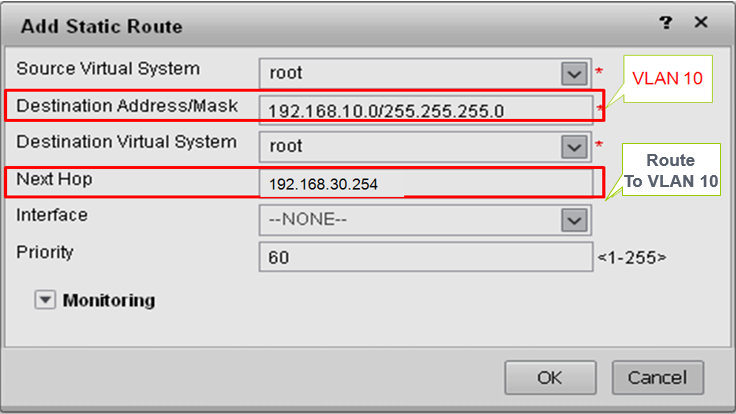 Add Static Route ? ×
Source Virtual System root *
VLAN 10
Destination Address/Mask 192.168.10.0/255.255.255.0 *
Destination Virtual System root *
Route
To VLAN 10
Next Hop 192.168.30.254
Interface --NONE--
Priority 60 <1-255>
Monitoring
OK Cancel